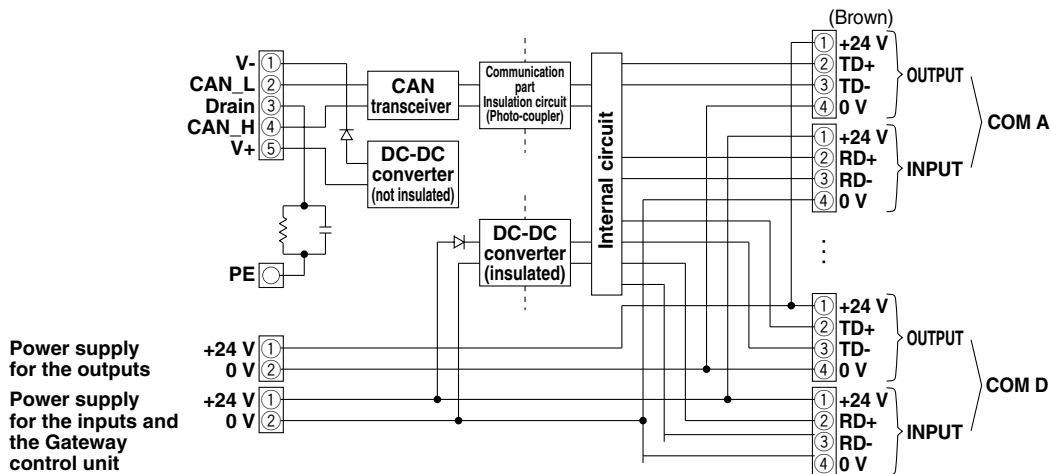 (Brown)
V- ①
CAN_L ②
Drain ③
CAN_H ④
V+ ⑤
CAN
transceiver
Communication
part
Insulation circuit
(Photo-coupler)
DC-DC
converter
(not insulated)
DC-DC
converter
(insulated)
Internal circuit
PE
① +24 V
② TD+
③ TD-
④ 0 V
OUTPUT
① +24 V
② RD+
③ RD-
④ 0 V
INPUT
COM A
① +24 V
② TD+
③ TD-
④ 0 V
OUTPUT
① +24 V
② RD+
③ RD-
④ 0 V
INPUT
COM D
Power supply
for the outputs
+24 V ①
0 V ②
Power supply
for the inputs and
the Gateway
control unit
+24 V ①
0 V ②